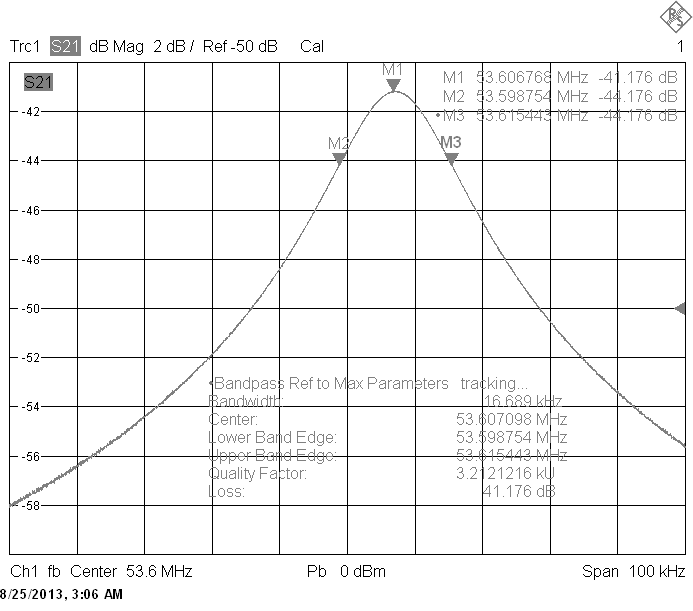 R S
Trc1 S21 dB Mag 2 dB / Ref -50 dB Cal 1
S21
M1
M1 53.606768 MHz -41.176 dB
M2 53.598754 MHz -44.176 dB
•M3 53.615443 MHz -44.176 dB
-42
M2
M3
-44
-46
-48
-50
-52
•Bandpass Ref to Max Parameters tracking...
Bandwidth: 16.689 kHz
-54
Center: 53.607098 MHz
Lower Band Edge: 53.598754 MHz
Upper Band Edge: 53.615443 MHz
-56
Quality Factor: 3.2121216 kU
Loss: 41.176 dB
-58
Ch1 fb Center 53.6 MHz Pb 0 dBm Span 100 kHz
8/25/2013, 3:06 AM